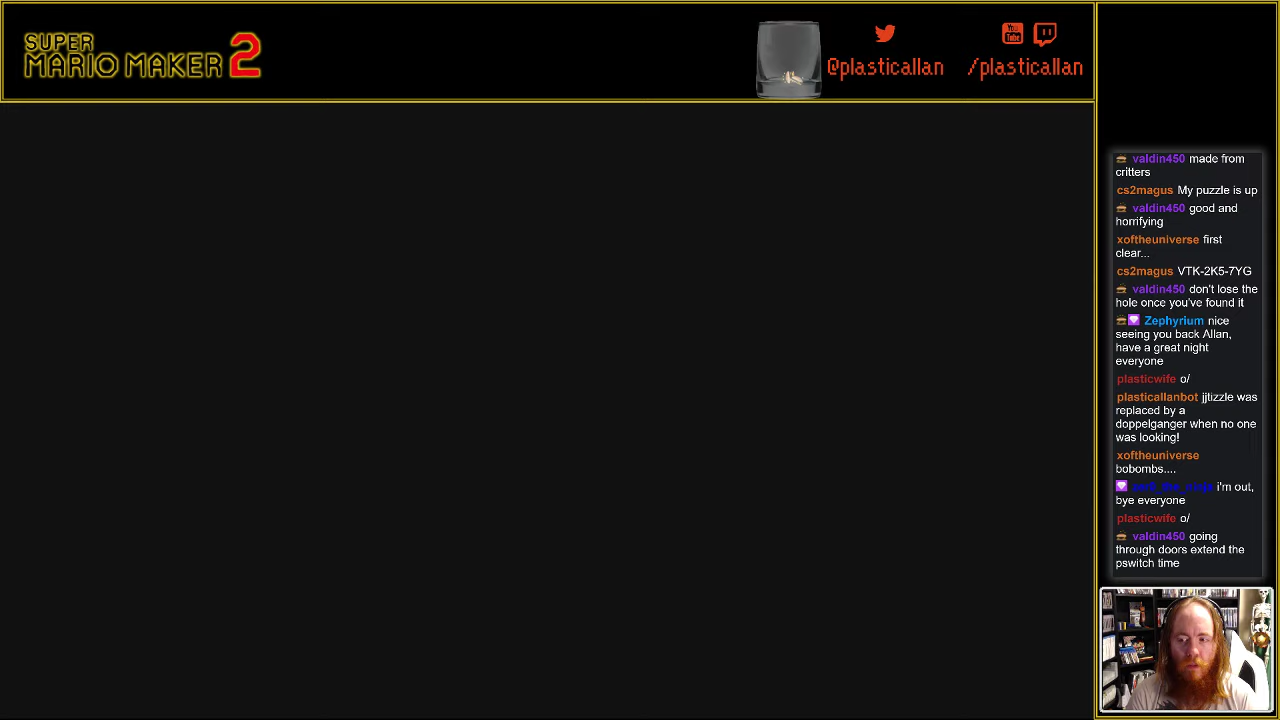 SUPER
MARIO MAKER 2
@plasticallan
You
Tube
/plasticallan
valdin450 made from
critters
cs2magus My puzzle is up
valdin450 good and
horrifying
xoftheuniverse first
clear...
cs2magus VTK-2K5-7YG
valdin450 don't lose the
hole once you've found it
Zephyrium nice
seeing you back Allan,
have a great night
everyone
plasticwife o/
plasticallanbot jjtizzle was
replaced by a
doppelganger when no one
was looking!
xoftheuniverse
bobombs....
i'm out,
bye everyone
plasticwife o/
valdin450 going
through doors extend the
pswitch time